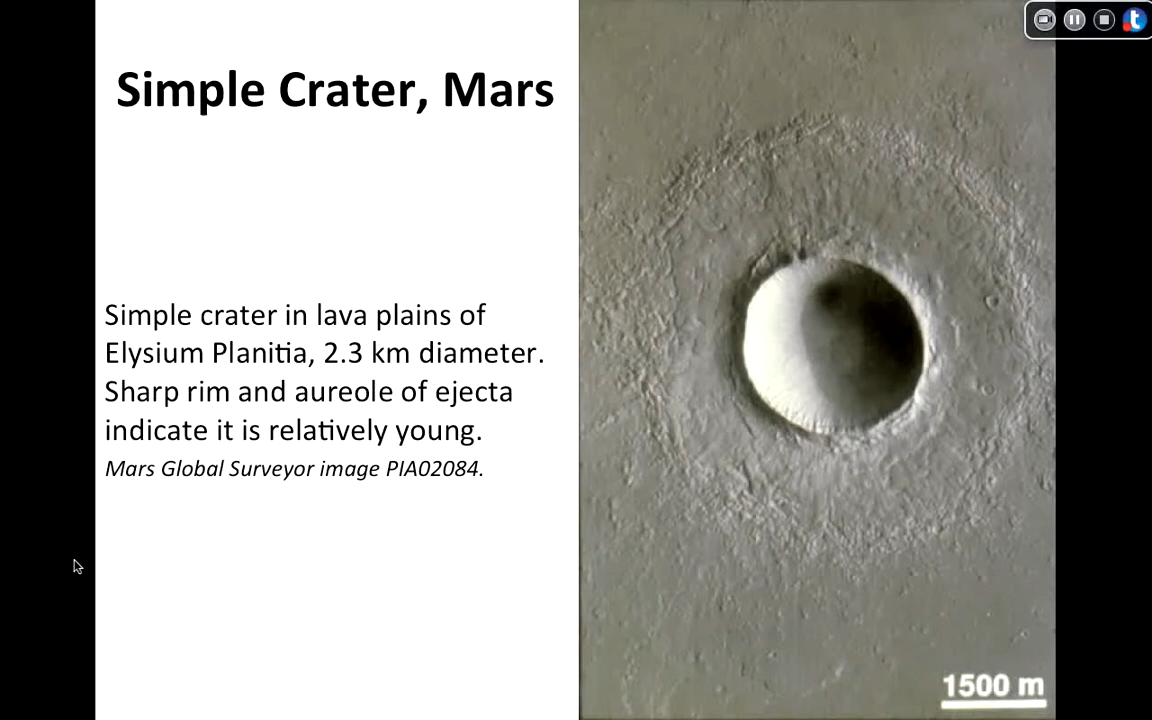 Simple Crater, Mars
Simple crater in lava plains of
Elysium Planitia, 2.3 km diameter.
Sharp rim and aureole of ejecta
indicate it is relatively young.
Mars Global Surveyor image PIA02084.
1500 m
t